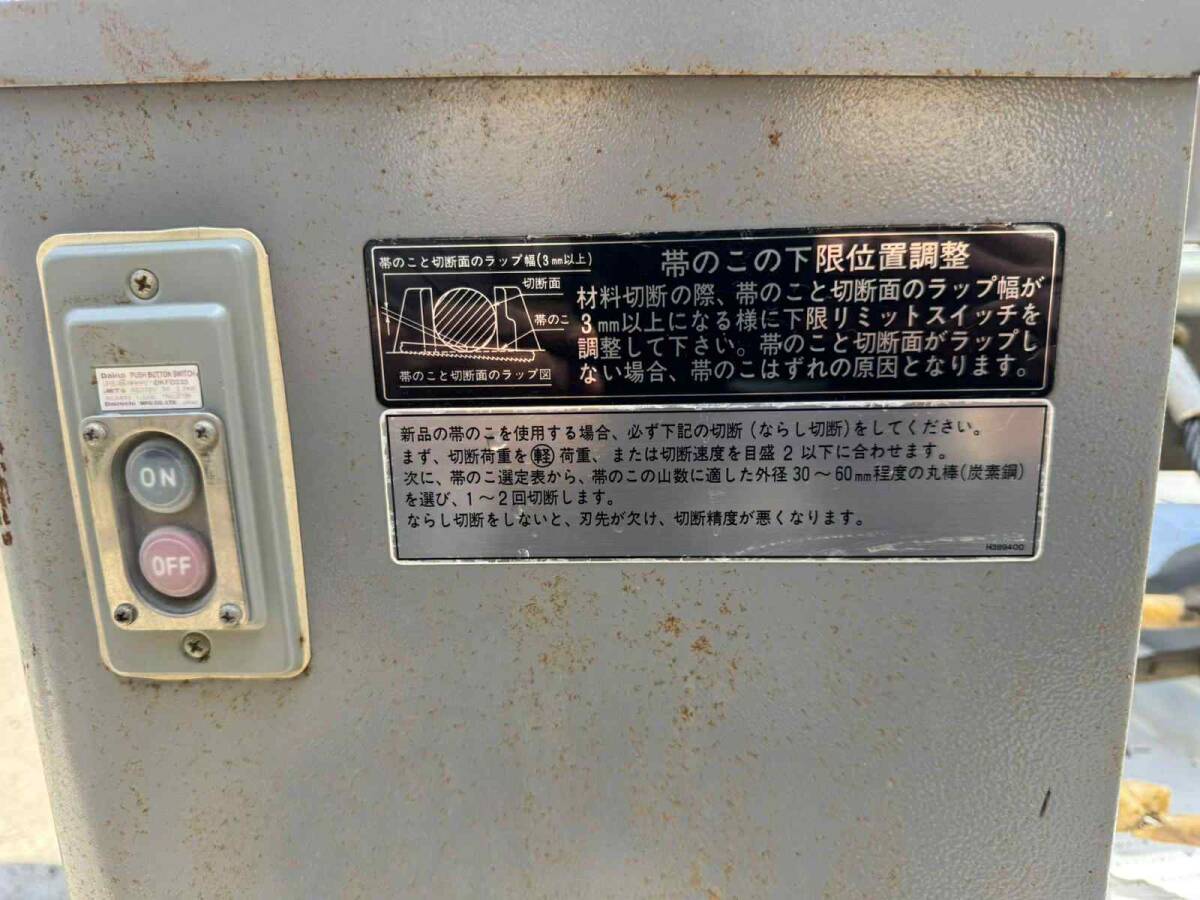 帯のこと切断面のラップ幅(3mm以上)
切断面
帯のこ
帯のこと切断面のラップ図
帯のこの下限位置調整
材料切断の際、帯のこと切断面のラップ幅が
3mm以上になる様に下限リミットスイッチを
調整して下さい。帯のこと切断面がラップし
ない場合、帯のこはずれの原因となります。
PUSH BUTTON SWITCH
MFG.CO.,LTD.
ON
OFF
新品の帯のこを使用する場合、必ず下記の切断(ならし切断)をしてください。
まず、切断荷重を軽荷重、または切断速度を目盛2以下に合わせます。
次に、帯のこ選定表から、帯のこの山数に適した外径30～60mm程度の丸棒(炭素鋼)
を選び、1～2回切断します。
ならし切断をしないと、刃先が欠け、切断精度が悪くなります。
H389400